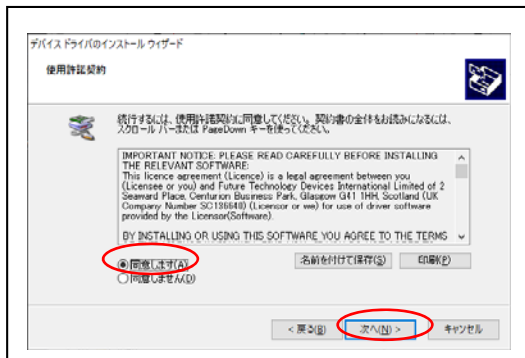 デバイス ドライバのインストール ウィザード
使用許諾契約
続行するには、使用許諾契約に同意してください。契約書の全体をお読みになるには、
スクロール バーまたは PageDown キーを使ってください。
IMPORTANT NOTICE: PLEASE READ CAREFULLY BEFORE INSTALLING
THE RELEVANT SOFTWARE:
This licence agreement (Licence) is a legal agreement between you
(Licensee or you) and Future Technology Devices International Limited of 2
Seaward Place, Centurion Business Park, Glasgow G41 1HH, Scotland (UK
Company Number SC136640) (Licensor or we) for use of driver software
provided by the Licensor(Software).
BY INSTALLING OR USING THIS SOFTWARE YOU AGREE TO THE TERMS
同意します(A)
名前を付けて保存(S) 印刷(P)
同意しません(D)
< 戻る(B) 次へ(N) > キャンセル